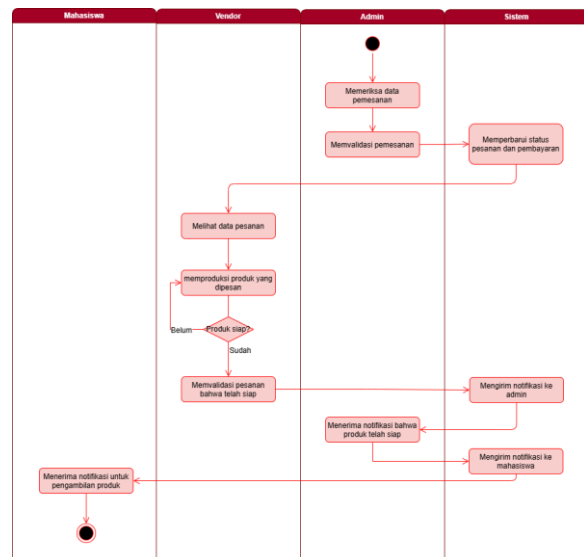 Mahasiswa
Vendor
Admin
Sistem
Memeriksa data
pemesanan
Memvalidasi pemesanan
Memperbarui status
pesanan dan pembayaran
Melihat data pesanan
memproduksi produk yang
dipesan
Produk siap?
Belum
Sudah
Memvalidasi pesanan
bahwa telah siap
Mengirim notifikasi ke
admin
Menerima notifikasi bahwa
produk telah siap
Mengirim notifikasi ke
mahasiswa
Menerima notifikasi untuk
pengambilan produk